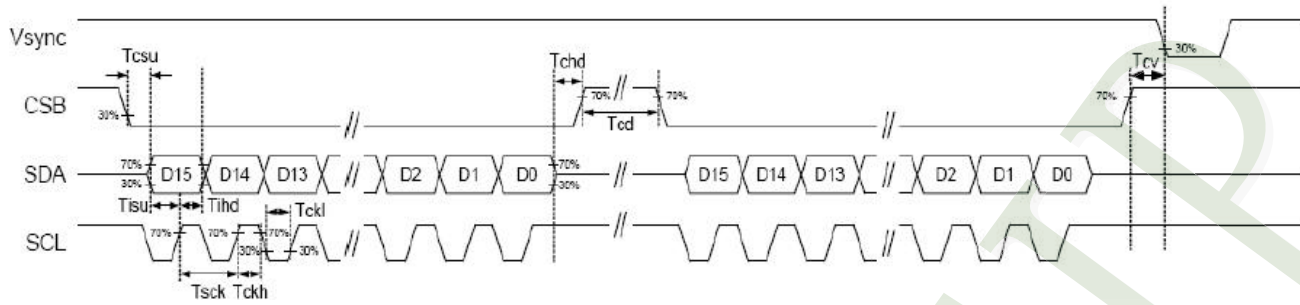 Vsync
30%
Tcsu
Tchd
Tcv
CSB
30%
70%
70%
70%
Tcd
SDA
70%
30%
D15
D14
D13
D2
D1
D0
70%
30%
D15
D14
D13
D2
D1
D0
Tisu
Tihd
Tckl
SCL
70%
70%
70%
30%
30%
Tsck
Tckh